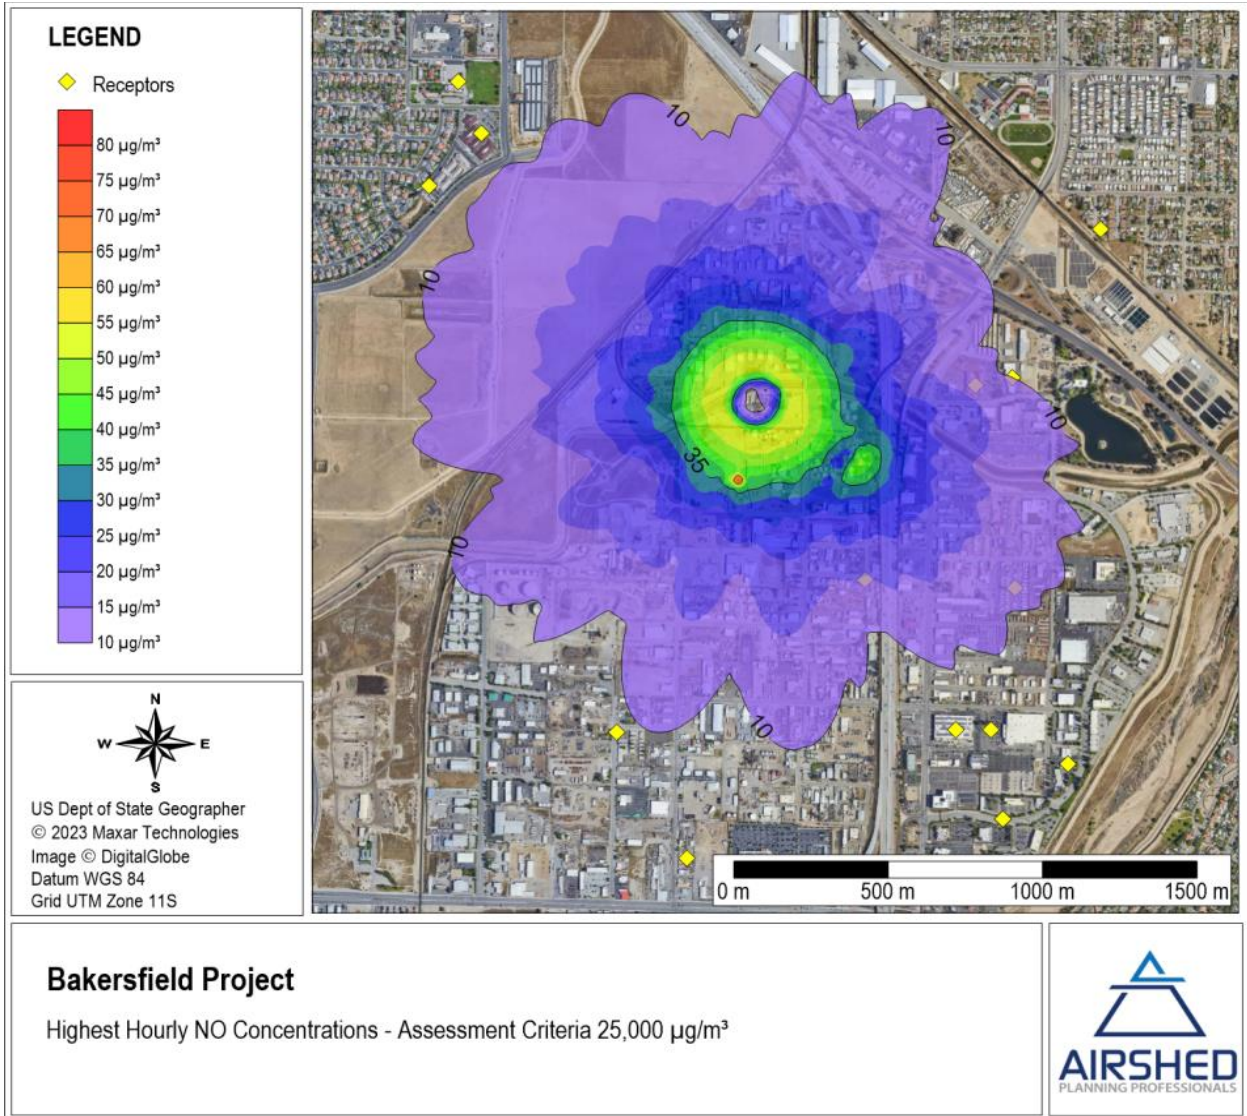 LEGEND
Receptors
80 µg/m³
75 µg/m³
70 µg/m³
65 µg/m³
60 µg/m³
55 µg/m³
50 µg/m³
45 µg/m³
40 µg/m³
35 µg/m³
30 µg/m³
25 µg/m³
20 µg/m³
15 µg/m³
10 µg/m³
10
10
10
10
35
10
10
N
W E
S
US Dept of State Geographer
© 2023 Maxar Technologies
Image © DigitalGlobe
Datum WGS 84
Grid UTM Zone 11S
0 m 500 m 1000 m 1500 m
Bakersfield Project
Highest Hourly NO Concentrations - Assessment Criteria 25,000 µg/m³
AIRSHED
PLANNING PROFESSIONALS